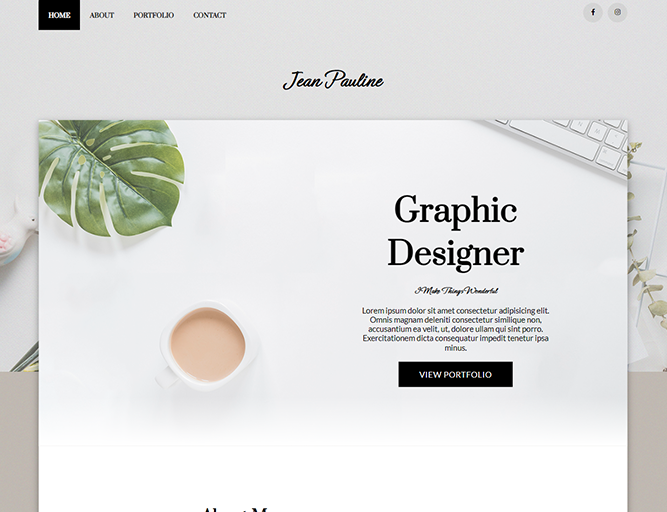 HOME ABOUT PORTFOLIO CONTACT
Jean Pauline
Graphic
Designer
I Make Things Wonderful
Lorem ipsum dolor sit amet consectetur adipisicing elit.
Omnis magnam deleniti consectetur similique non,
accusantium ea velit, ut, dolore ullam qui sint porro.
Exercitationem dicta consequatur impedit tenetur ipsa
minus.
VIEW PORTFOLIO
About M